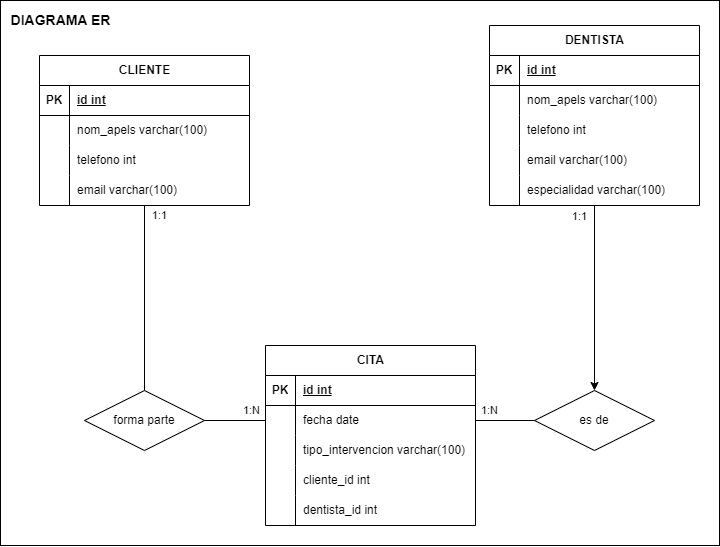 DIAGRAMA ER
CLIENTE
PK id int
nom_apels varchar(100)
telefono int
email varchar(100)
1:1
DENTISTA
PK id int
nom_apels varchar(100)
telefono int
email varchar(100)
especialidad varchar(100)
1:1
forma parte
1:N
CITA
PK id int
fecha date
tipo_intervencion varchar(100)
cliente_id int
dentista_id int
1:N
es de